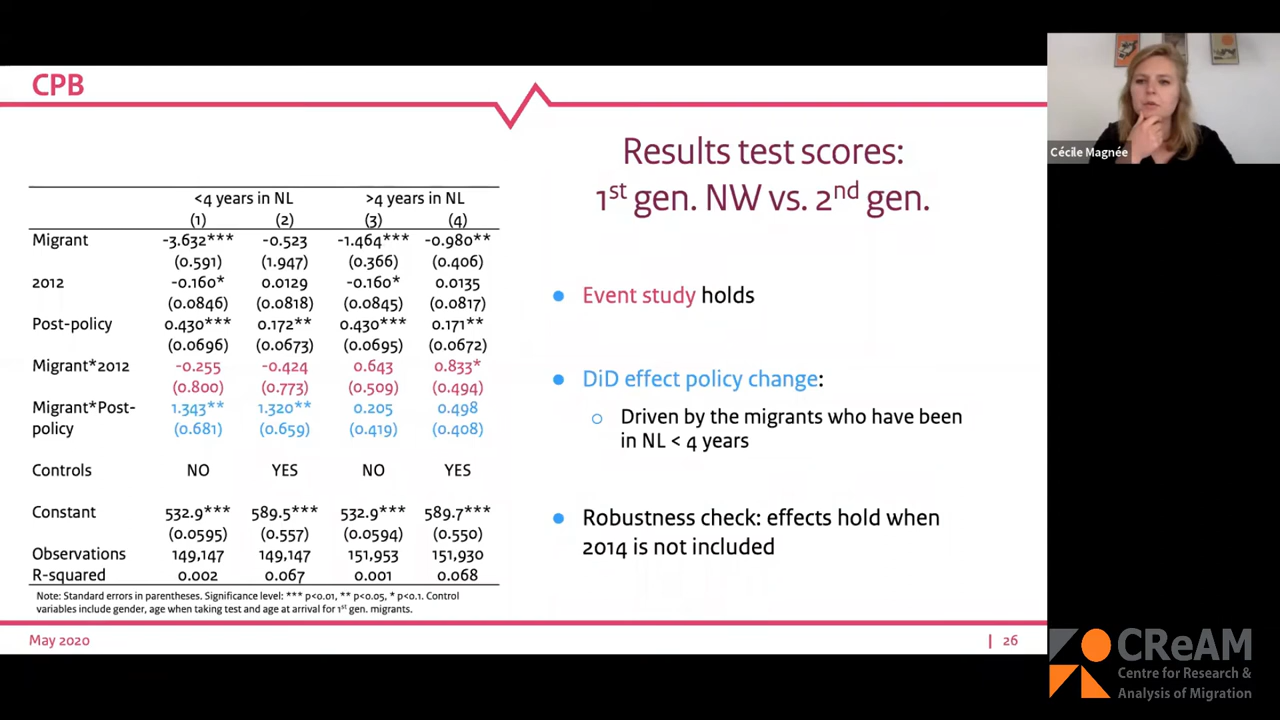 CPB
Cécile Magnée
Results test scores:
1st gen. NW vs. 2nd gen.
<4 years in NL >4 years in NL
(1) (2) (3) (4)
Migrant -3.632*** -0.523 -1.464*** -0.980**
(0.591) (1.947) (0.366) (0.406)
2012 -0.160* 0.0129 -0.160* 0.0135
(0.0846) (0.0818) (0.0845) (0.0817)
Post-policy 0.430*** 0.172** 0.430*** 0.171**
(0.0696) (0.0673) (0.0695) (0.0672)
Migrant*2012 -0.255 -0.424 0.643 0.833*
(0.800) (0.773) (0.509) (0.494)
Migrant*Post- 1.343** 1.320** 0.205 0.498
policy (0.681) (0.659) (0.419) (0.408)
Controls NO YES NO YES
Constant 532.9*** 589.5*** 532.9*** 589.7***
(0.0595) (0.557) (0.0594) (0.550)
Observations 149,147 149,147 151,953 151,930
R-squared 0.002 0.067 0.001 0.068
Note: Standard errors in parentheses. Significance level: *** p<0.01, ** p<0.05, * p<0.1. Control
variables include gender, age when taking test and age at arrival for 1st gen. migrants.
Event study holds
DiD effect policy change:
Driven by the migrants who have been
in NL < 4 years
Robustness check: effects hold when
2014 is not included
May 2020
| 26
CReAM
Centre for Research &
Analysis of Migration